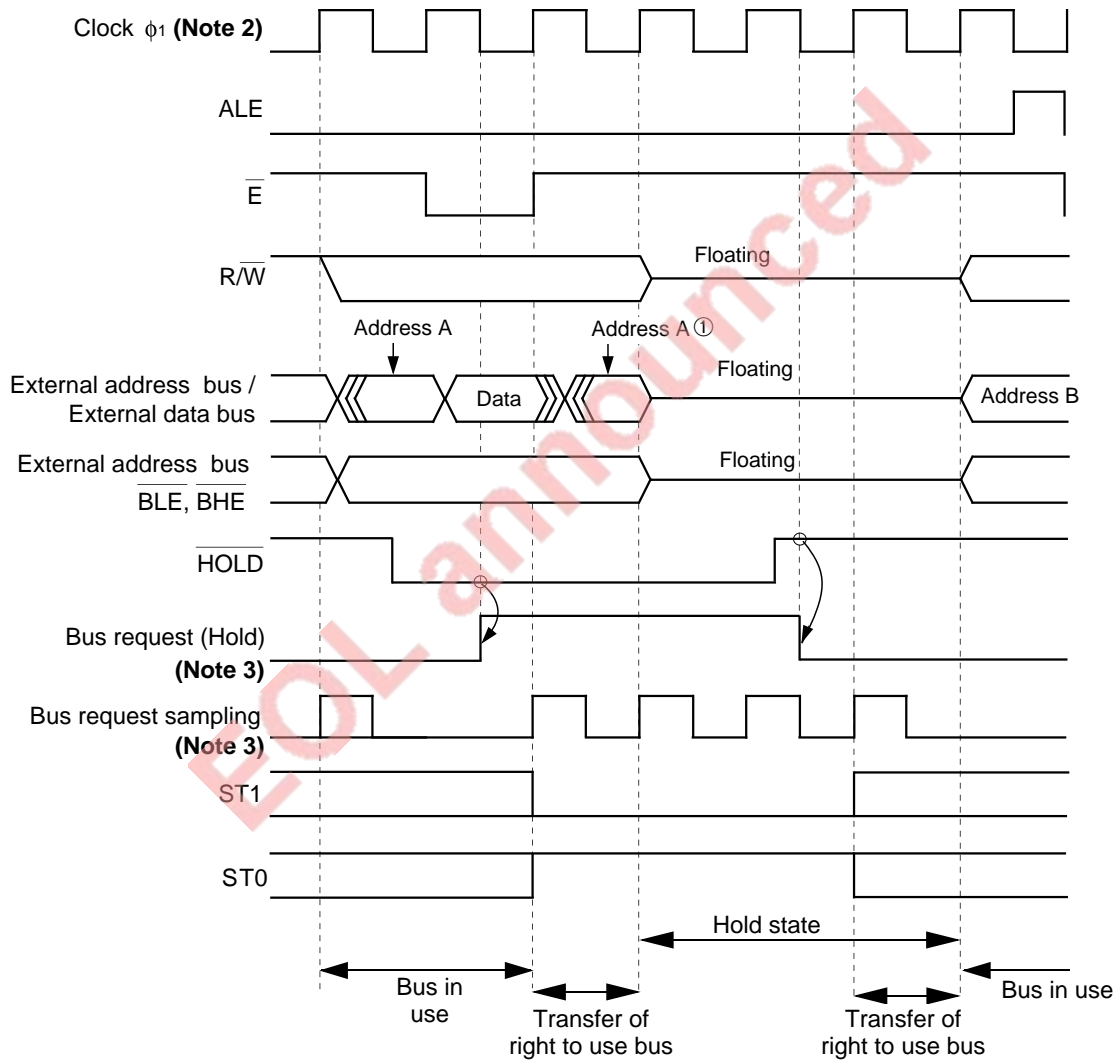 Clock φ1 (Note 2)
ALE
E
R/W
Floating
Address A
Address A ①
External address bus /
External data bus
Data
Floating
Address B
External address bus
BLE, BHE
Floating
HOLD
Bus request (Hold)
(Note 3)
Bus request sampling
(Note 3)
ST1
ST0
Hold state
Bus in
use
Transfer of
right to use bus
Transfer of
right to use bus
Bus in use
EOL announced